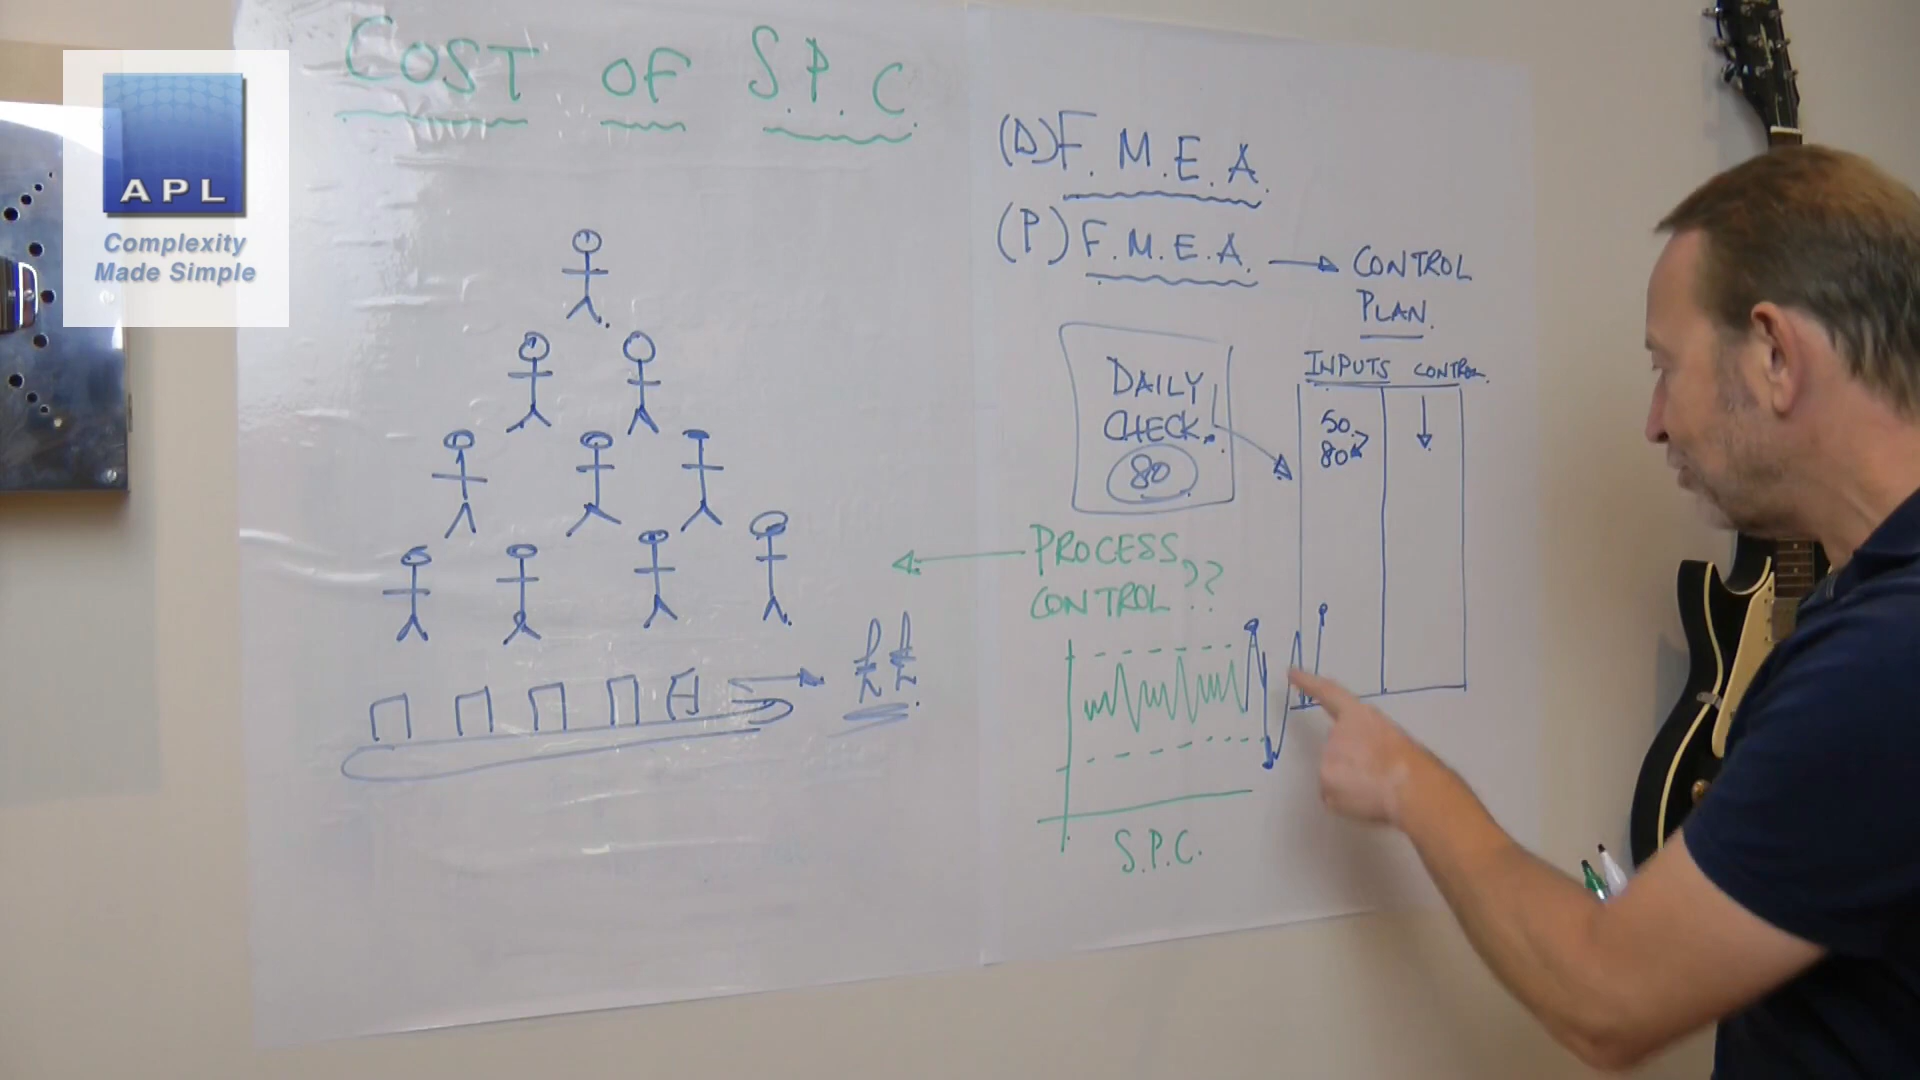 COST OF S.P.C.
APL
Complexity
Made Simple
(D) F.M.E.A.
(P) F.M.E.A. → CONTROL
PLAN.
INPUTS CONTROL
DAILY
CHECK.
80
50
80
PROCESS
CONTROL??
££
S.P.C.